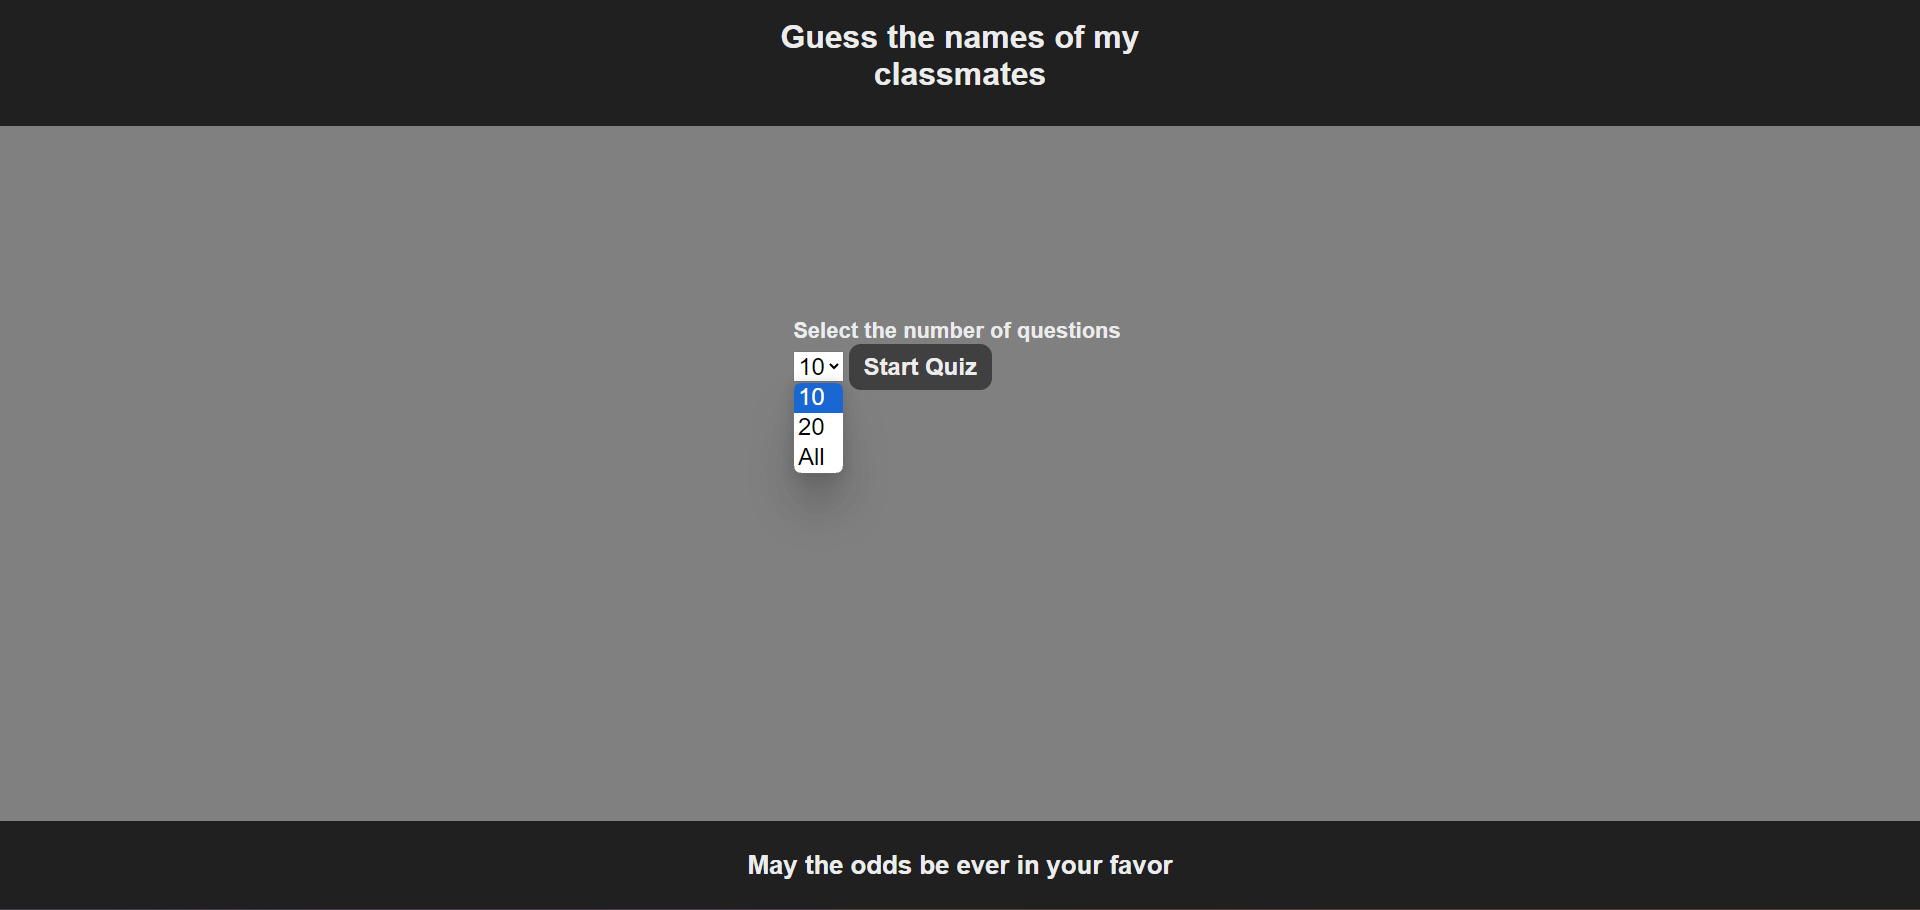 Guess the names of my
classmates
Select the number of questions
10 Start Quiz
10
20
All
May the odds be ever in your favor